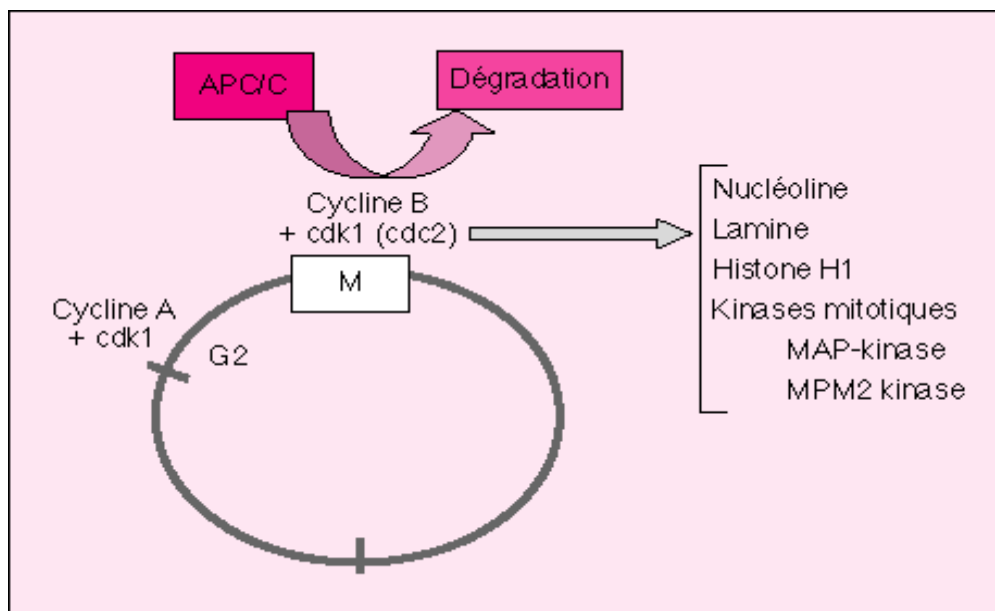 APC/C
Dégradation
Cycline B
+ cdk1 (cdc2)
M
Cycline A
+ cdk1
G2
Nucléoline
Lamine
Histone H1
Kinases mitotiques
MAP-kinase
MPM2 kinase